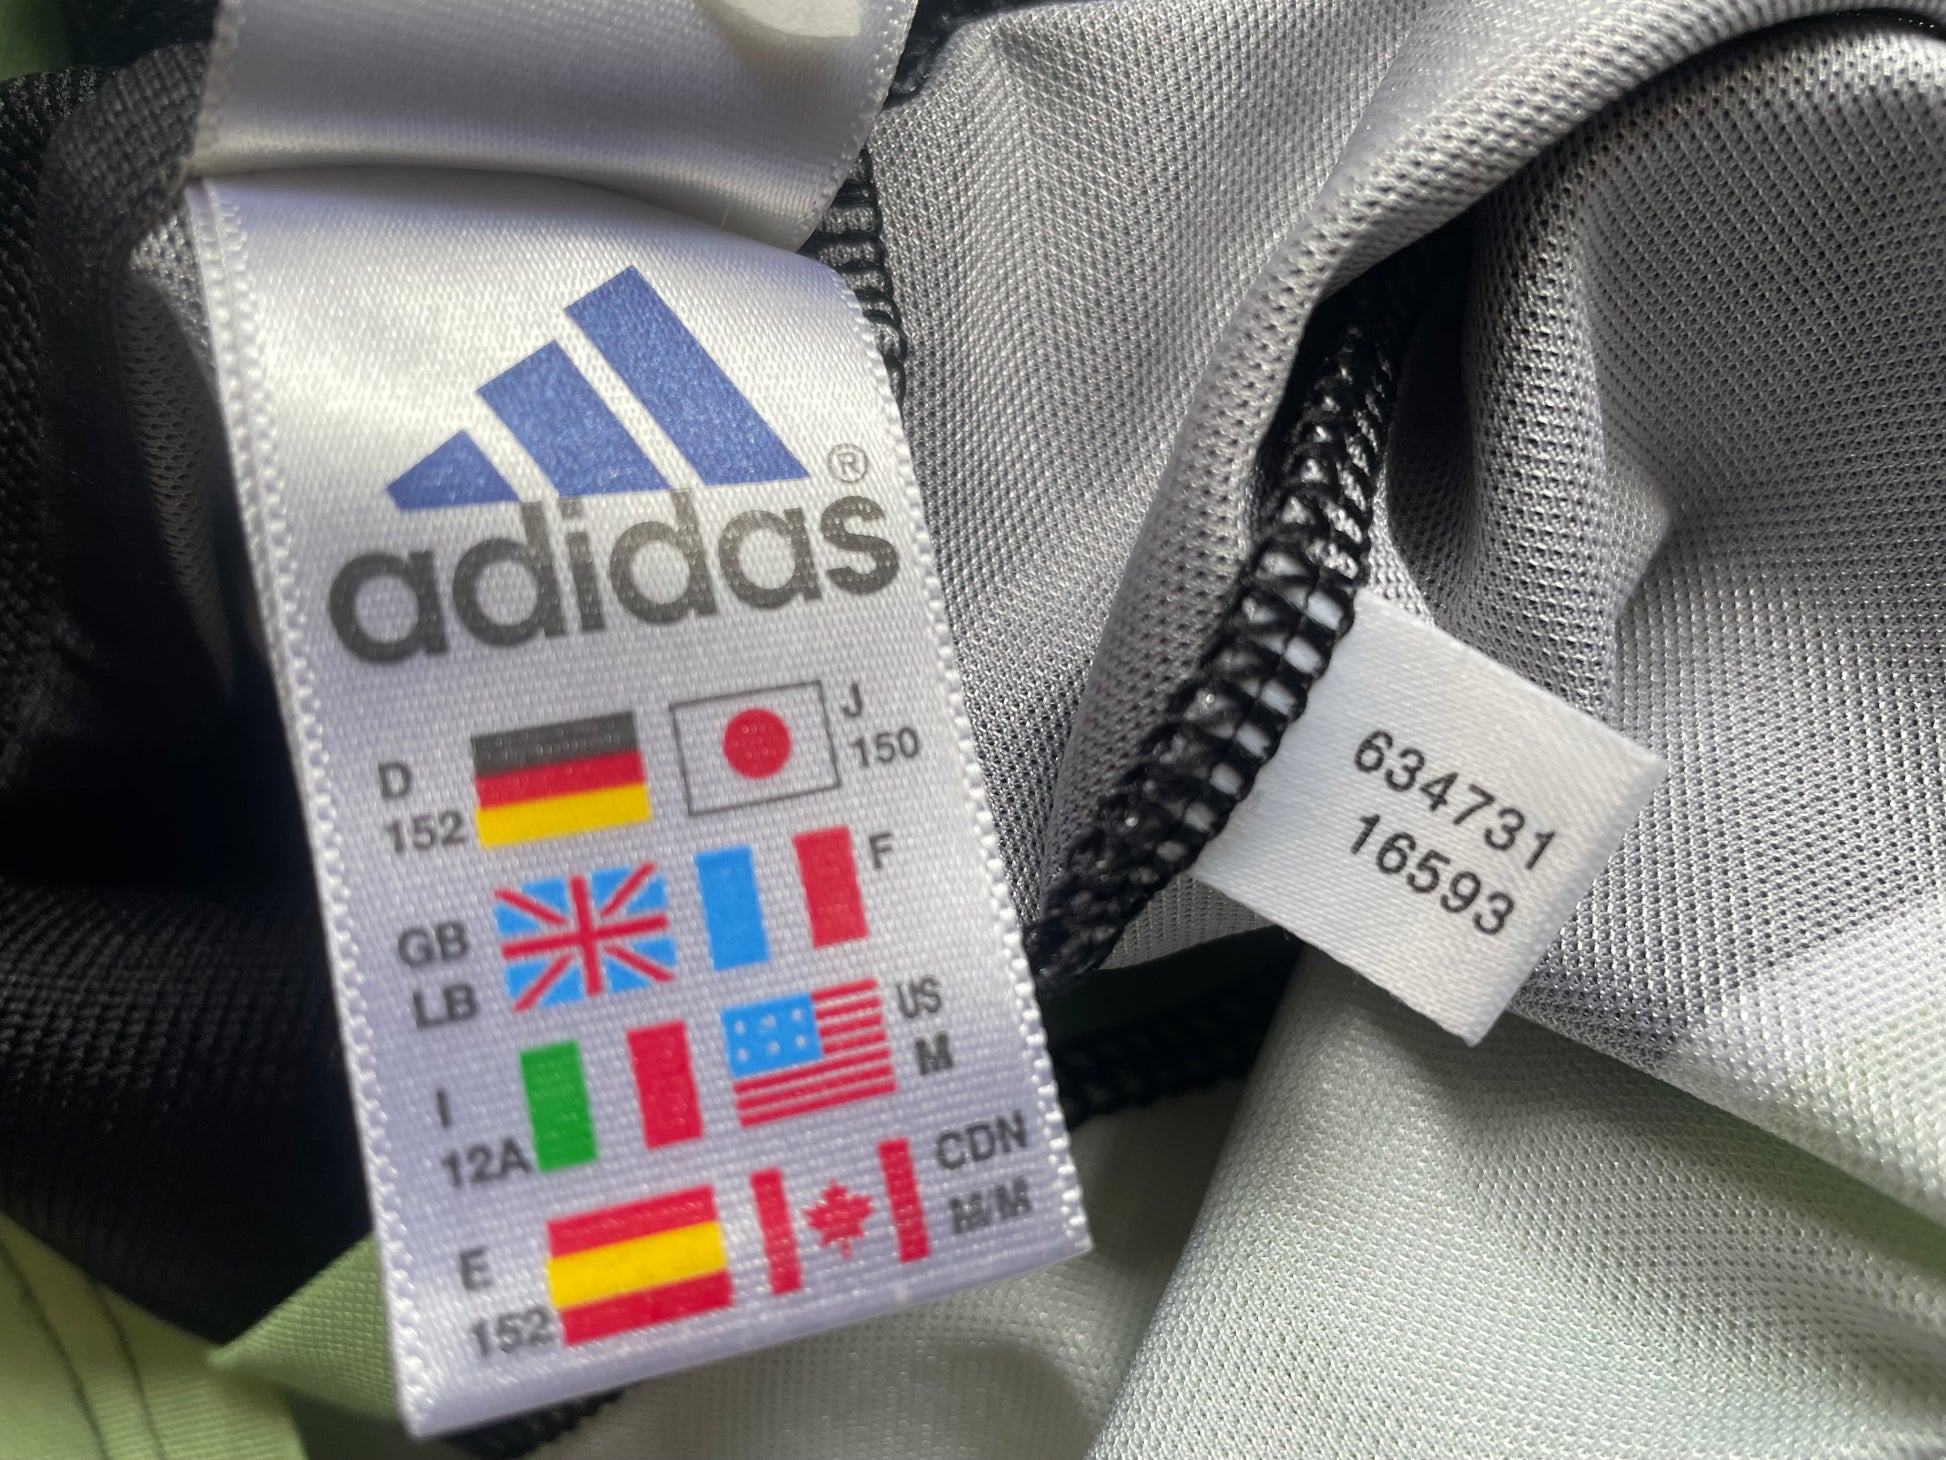 ®
adidas
D
152
J
150
GB
LB
F
I
12A
US
M
E
152
CDN
M/M
634731
16593